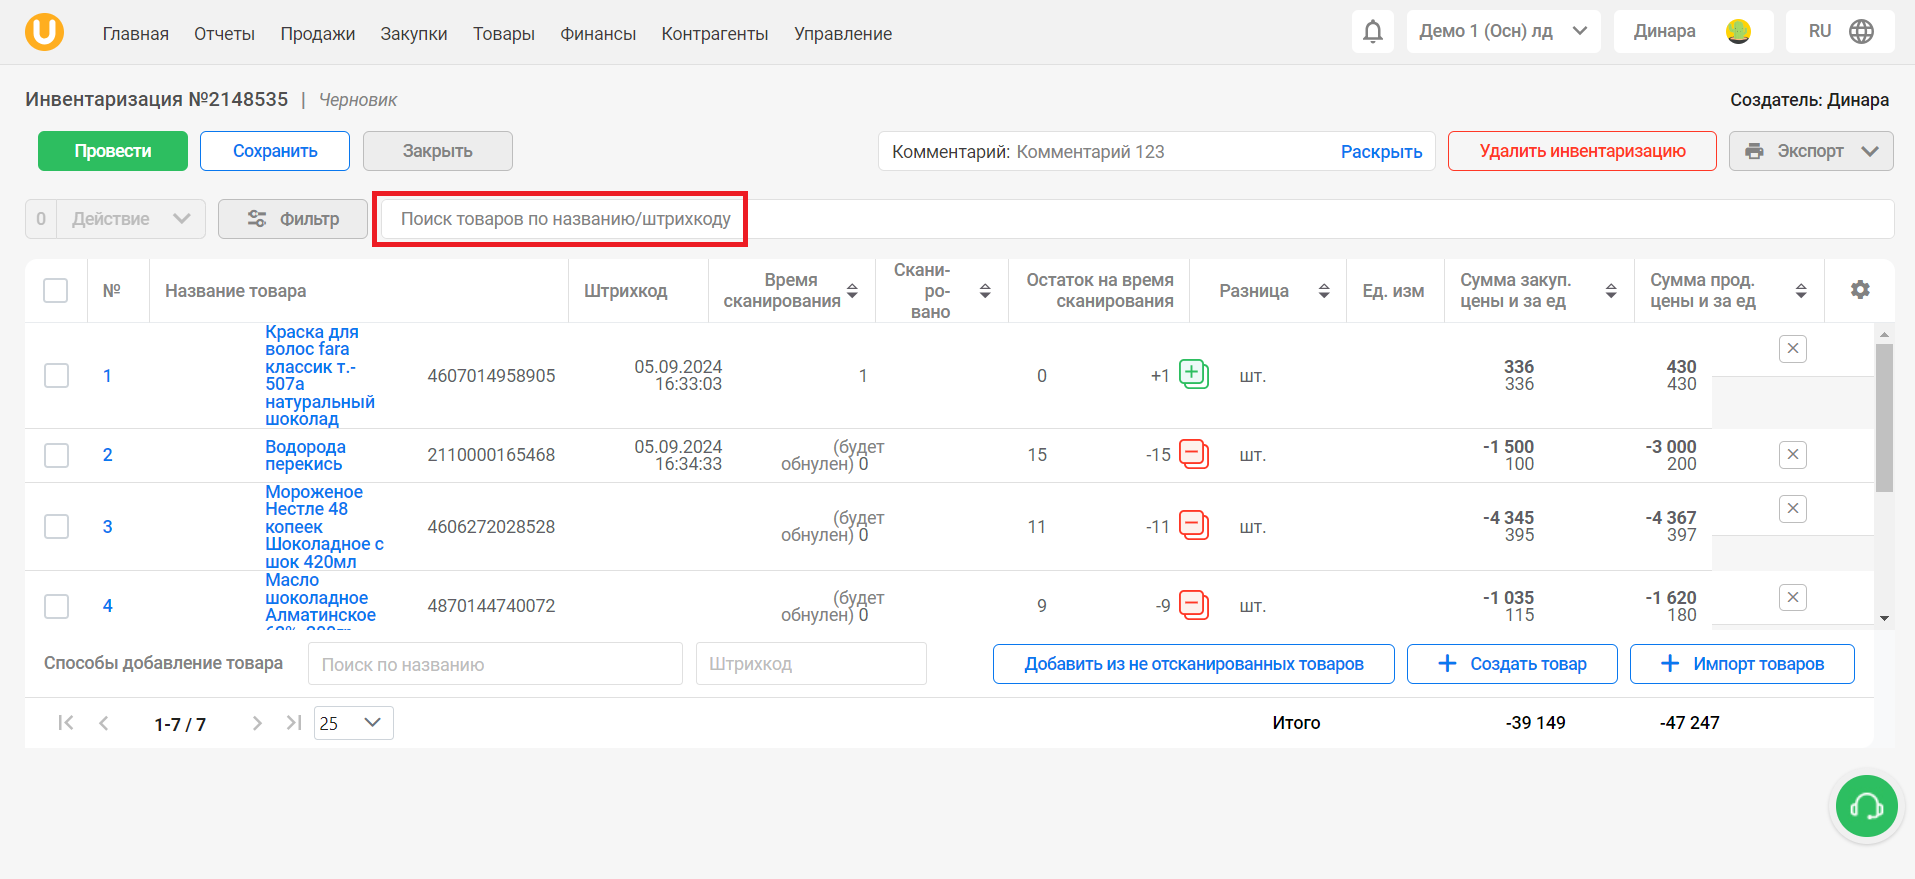 U
Главная Отчеты Продажи Закупки Товары Финансы Контрагенты Управление Демо 1 (Осн) лд Динара RU
Инвентаризация №2148535 | Черновик Создатель: Динара
Провести Сохранить Закрыть Комментарий: Комментарий 123 Раскрыть Удалить инвентаризацию Экспорт
0 Действие Фильтр Поиск товаров по названию/штрихкоду
№ Название товара Штрихкод
Время
сканирования
Скани-
ро-
вано
Остаток на время
сканирования
Разница Ед. изм
Сумма закуп.
цены и за ед
Сумма прод.
цены и за ед
1
Краска для
волос fara
классик т.-
507а
натуральный
шоколад
4607014958905
05.09.2024
16:33:03
1 0 +1 шт.
336
336
430
430
2
Водорода
перекись
2110000165468
05.09.2024
16:34:33
(будет
обнулен) 0
15 -15 шт.
-1 500
100
-3 000
200
3
Мороженое
Нестле 48
копеек
Шоколадное с
шок 420мл
4606272028528
(будет
обнулен) 0
11 -11 шт.
-4 345
395
-4 367
397
4
Масло
шоколадное
Алматинское
4870144740072
(будет
обнулен) 0
9 -9 шт.
-1 035
115
-1 620
180
Способы добавление товара Поиск по названию Штрихкод Добавить из не отсканированных товаров + Создать товар + Импорт товаров
1-7 / 7 25 Итого -39 149 -47 247